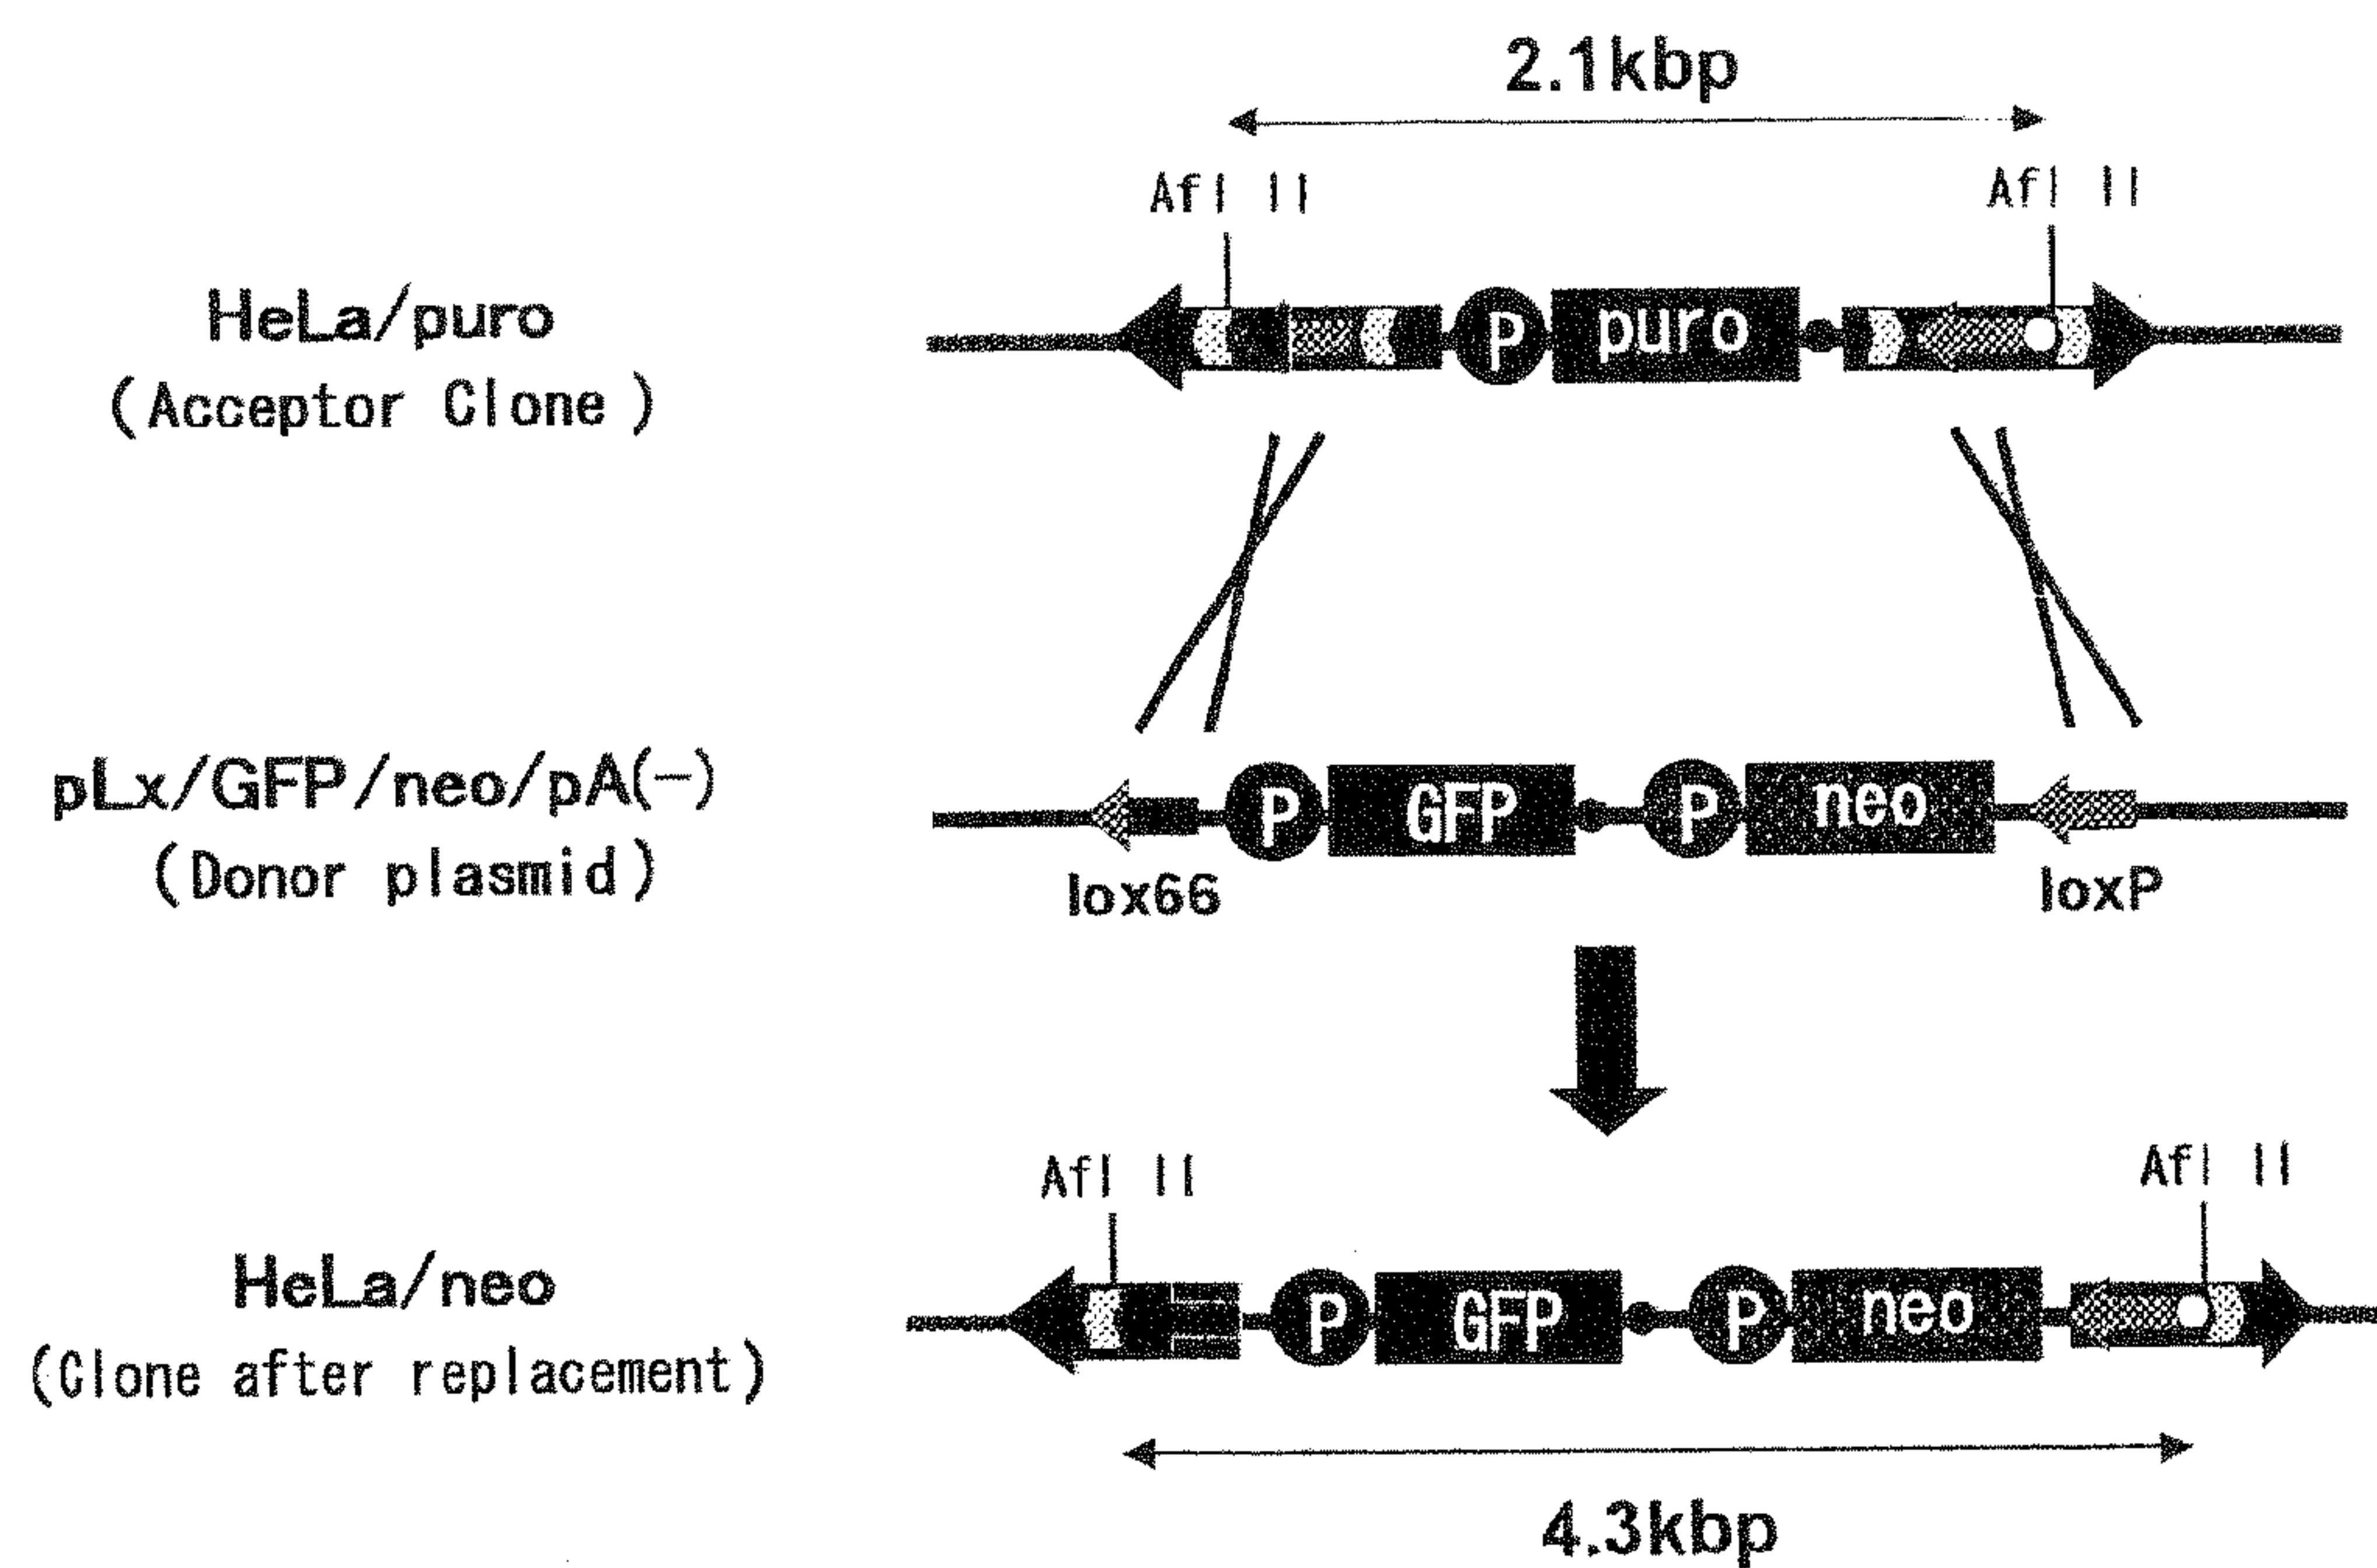 2.1kbp
Afl II Afl II
HeLa/puro
(Acceptor Clone)
P puro
pLx/GFP/neo/pA(-)
(Donor plasmid)
P GFP P neo
lox66 loxP
Afl II Afl II
HeLa/neo
(Clone after replacement)
P GFP P neo
4.3kbp